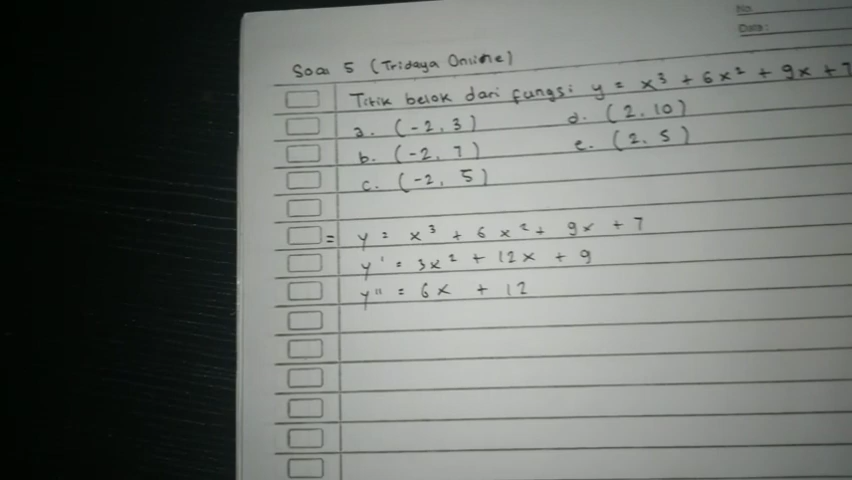 No
Date:
Soal 5 (Tridaya Online)
Titik belok dari fungsi y = x³ + 6x² + 9x + 7
a. (-2, 3) d. (2, 10)
b. (-2, 7) e. (2, 5)
c. (-2, 5)
= y = x³ + 6x² + 9x + 7
y' = 3x² + 12x + 9
y" = 6x + 12